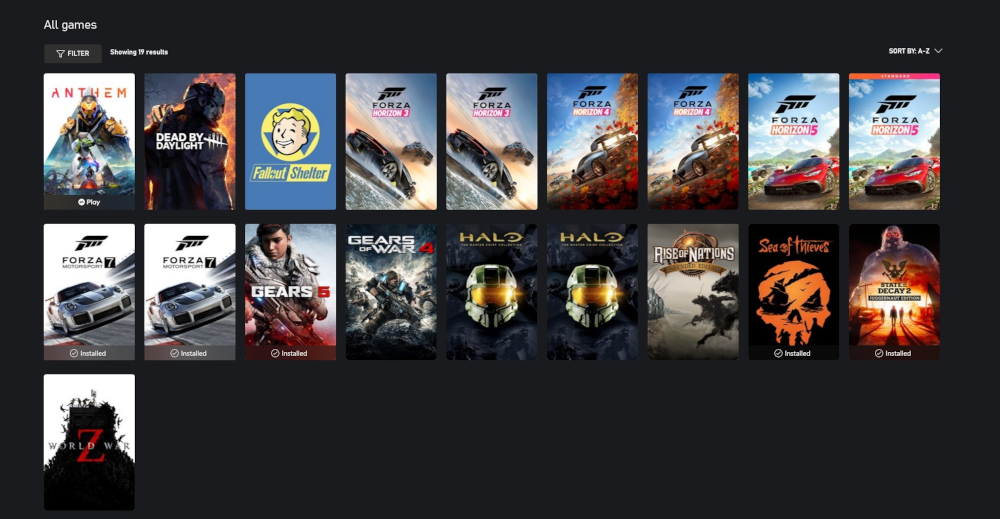 All games
FILTER
Showing 19 results
SORT BY: A-Z
ANTHEM
Play
DEAD BY
DAYLIGHT
Fallout Shelter
FORZA
HORIZON 3
FORZA
HORIZON 3
FORZA
HORIZON 4
FORZA
HORIZON 4
FORZA
HORIZON 5
STANDARD
FORZA
HORIZON 5
FORZA
MOTORSPORT 7
Installed
FORZA
MOTORSPORT 7
Installed
GEARS 5
Installed
GEARS
OF WAR 4
HALO
THE MASTER CHIEF COLLECTION
HALO
THE MASTER CHIEF COLLECTION
RISE OF NATIONS
EXTENDED EDITION
Sea of Thieves
Installed
STATE OF
DECAY 2
JUGGERNAUT EDITION
Installed
WORLD WAR
Z